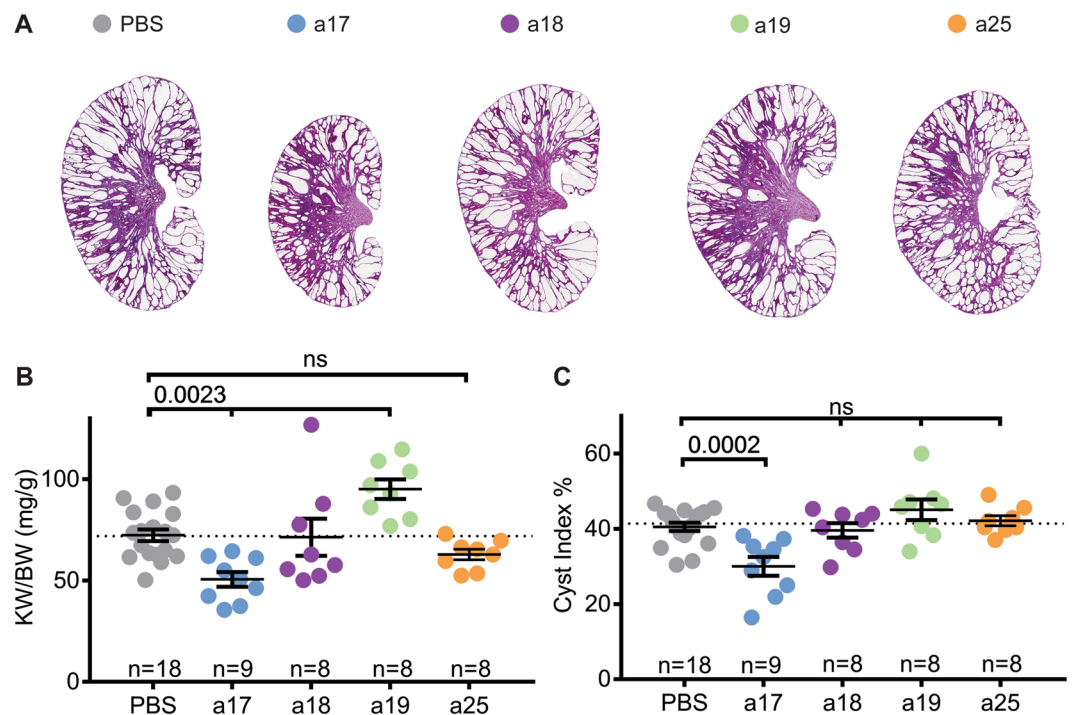 A PBS a17 a18 a19 a25
B ns
0.0023
KW/BW (mg/g)
100
50
0
n=18 n=9 n=8 n=8 n=8
PBS a17 a18 a19 a25
C ns
0.0002
Cyst Index %
60
40
20
0
n=18 n=9 n=8 n=8 n=8
PBS a17 a18 a19 a25